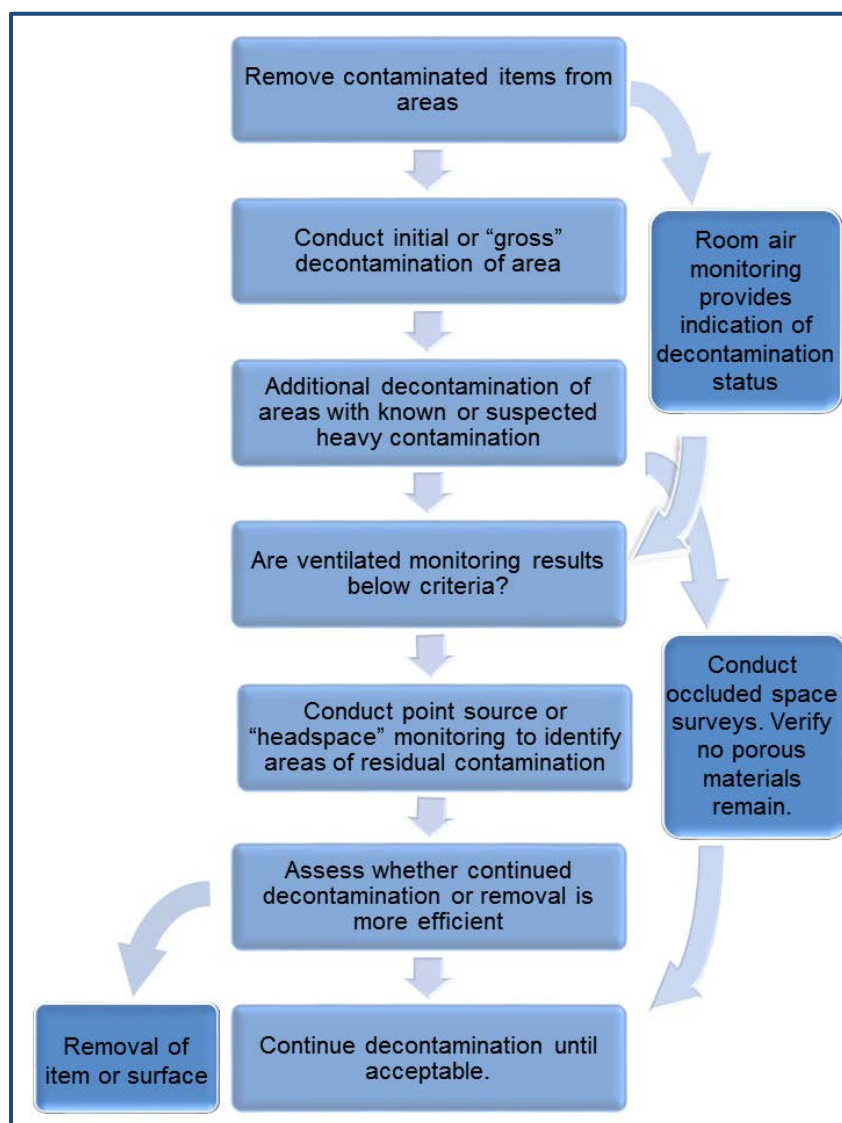 Remove contaminated items from
areas
Conduct initial or “gross”
decontamination of area
Room air
monitoring
provides
indication of
decontamination
status
Additional decontamination of
areas with known or suspected
heavy contamination
Are ventilated monitoring results
below criteria?
Conduct
occluded space
surveys. Verify
no porous
materials
remain.
Conduct point source or
“headspace” monitoring to identify
areas of residual contamination
Assess whether continued
decontamination or removal is
more efficient
Removal of
item or surface
Continue decontamination until
acceptable.